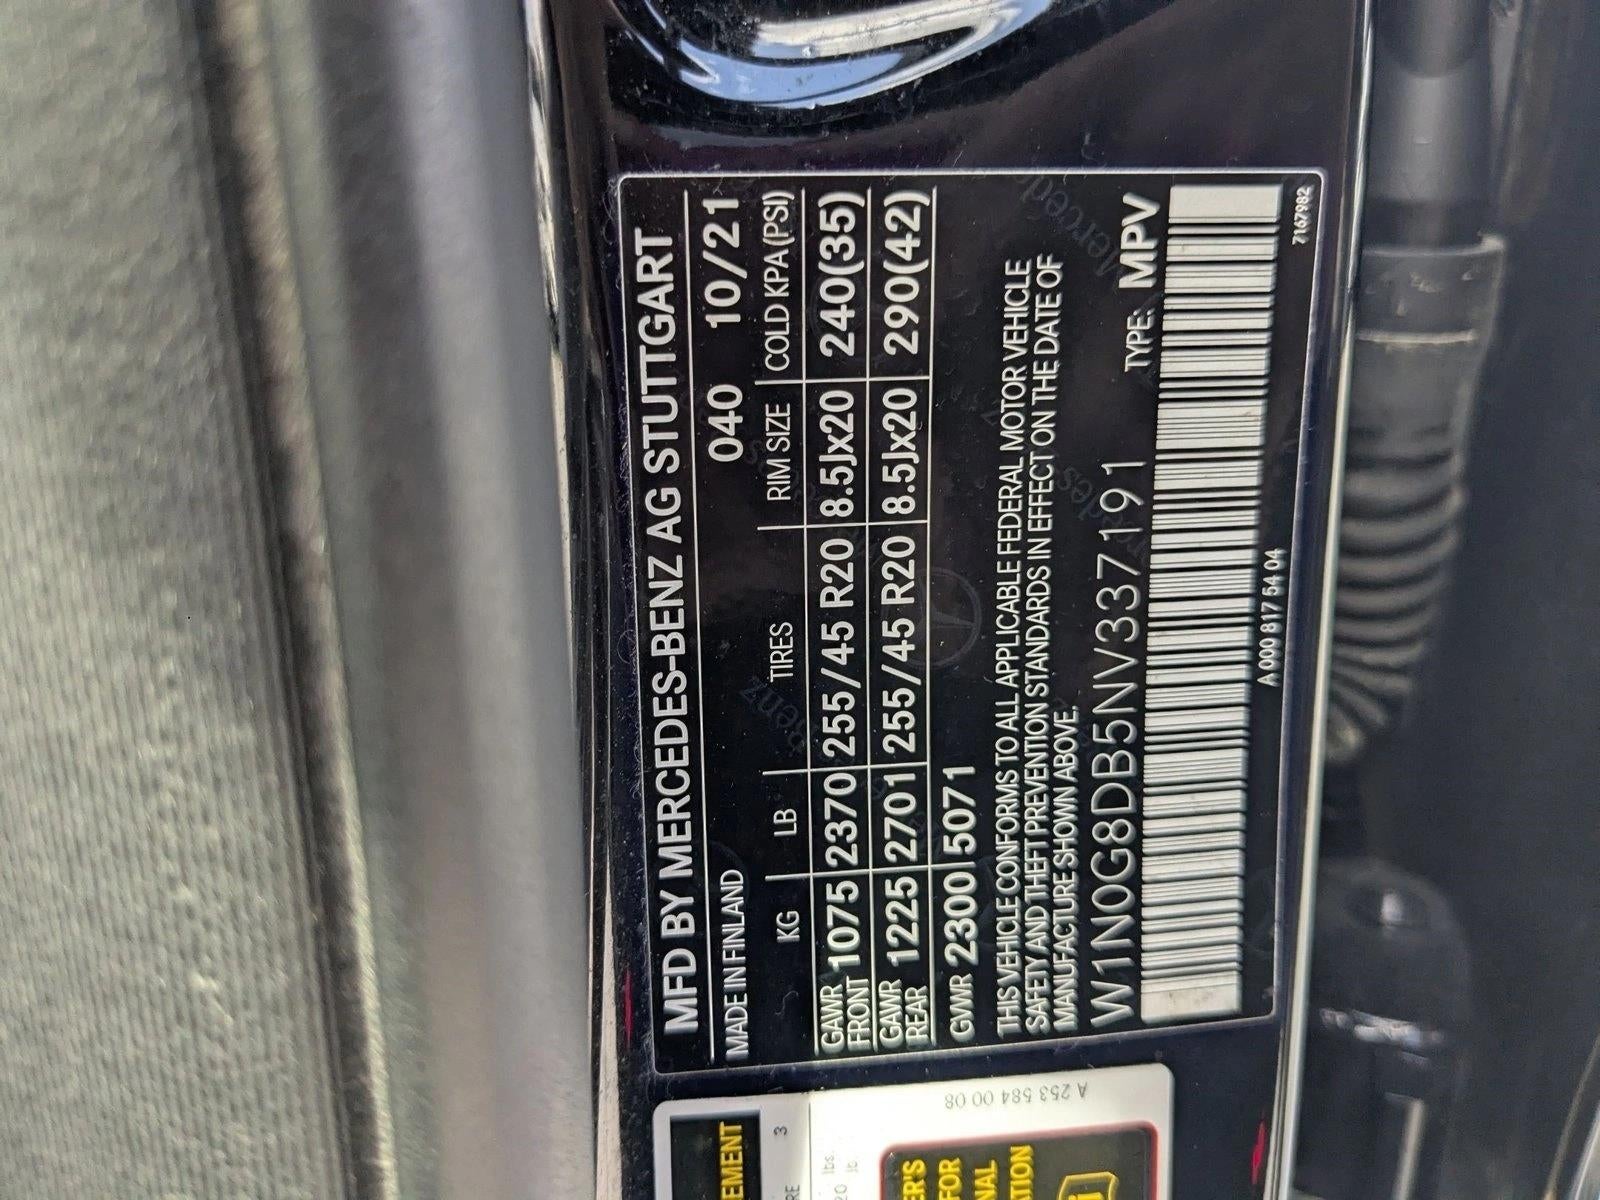 MFD BY MERCEDES-BENZ AG STUTTGART
MADE IN FINLAND 040 10/21
KG LB TIRES RIM SIZE COLD KPA(PSI)
GAWR FRONT 1075 2370 255/45 R20 8.5Jx20 240(35)
GAWR REAR 1225 2701 255/45 R20 8.5Jx20 290(42)
GVWR 2300 5071
THIS VEHICLE CONFORMS TO ALL APPLICABLE FEDERAL MOTOR VEHICLE
SAFETY AND THEFT PREVENTION STANDARDS IN EFFECT ON THE DATE OF
MANUFACTURE SHOWN ABOVE.
W1N0G8DB5NV337191 TYPE: MPV
A 000 817 54 04
7167982
A 253 584 00 08
3
lbs.
lb.
FOR